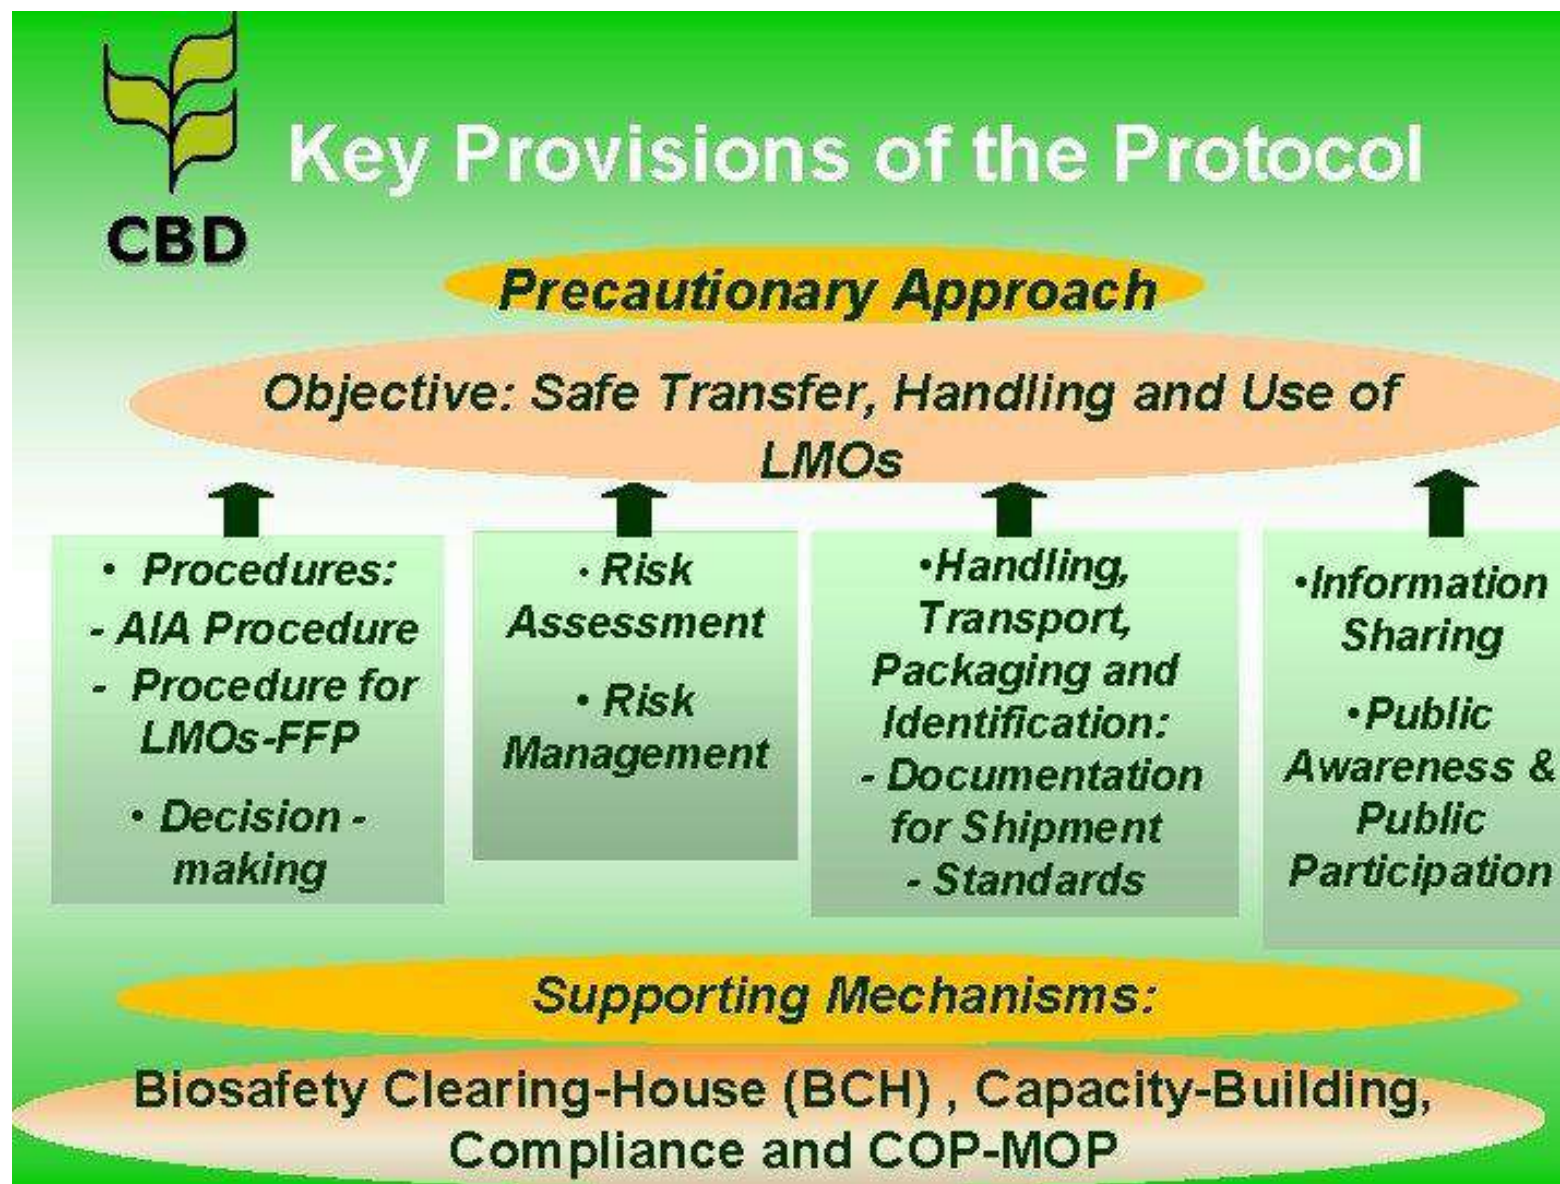 CBD
Key Provisions of the Protocol
Precautionary Approach
Objective: Safe Transfer, Handling and Use of
LMOs
• Procedures:
- AIA Procedure
- Procedure for
LMOs-FFP
• Decision -
making
• Risk
Assessment
• Risk
Management
•Handling,
Transport,
Packaging and
Identification:
- Documentation
for Shipment
- Standards
•Information
Sharing
•Public
Awareness &
Public
Participation
Supporting Mechanisms:
Biosafety Clearing-House (BCH) , Capacity-Building,
Compliance and COP-MOP